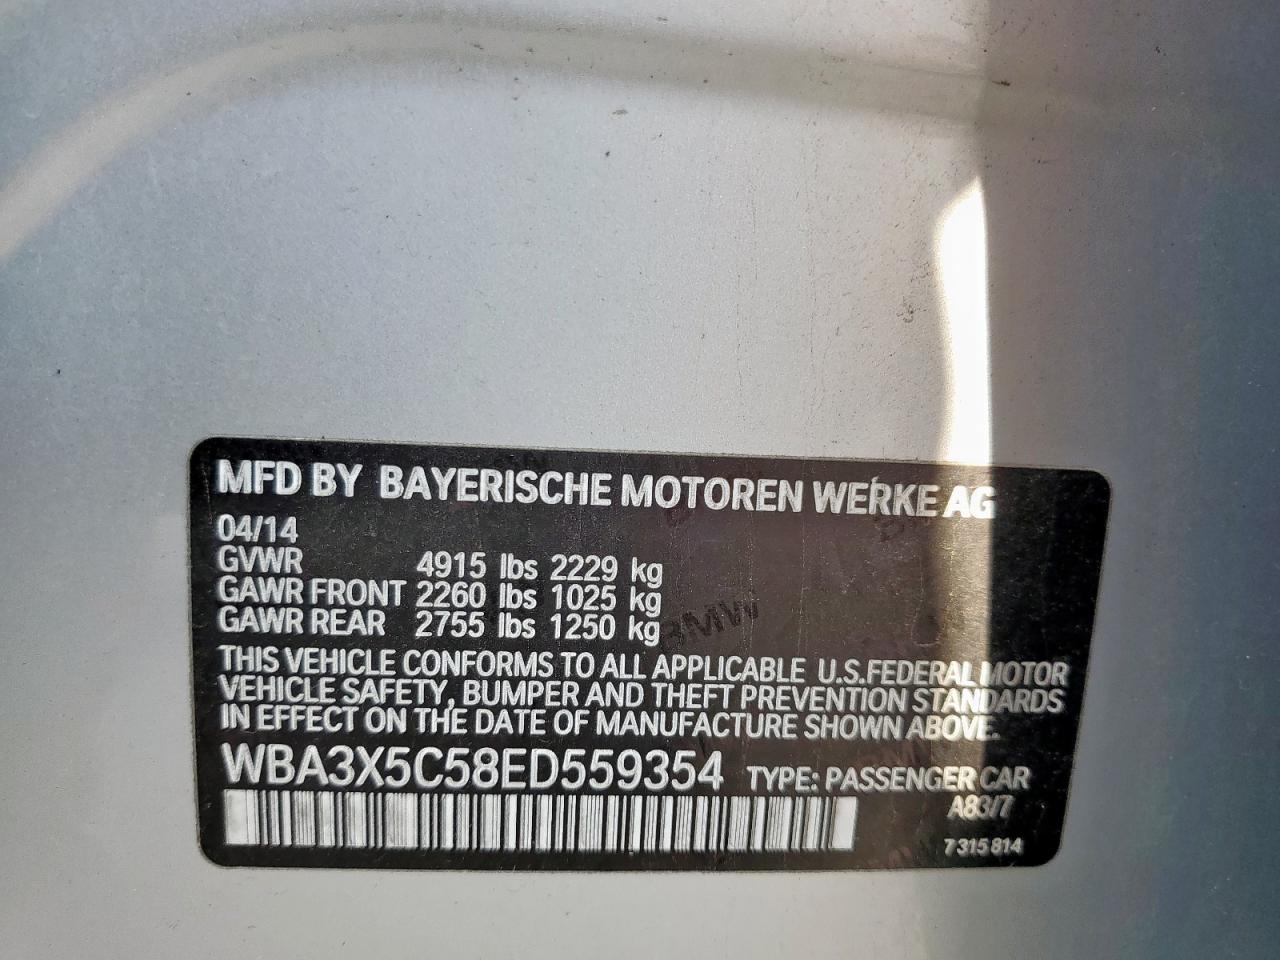 MFD BY BAYERISCHE MOTOREN WERKE AG
04/14
GVWR 4915 lbs 2229 kg
GAWR FRONT 2260 lbs 1025 kg
GAWR REAR 2755 lbs 1250 kg
THIS VEHICLE CONFORMS TO ALL APPLICABLE U.S.FEDERAL MOTOR
VEHICLE SAFETY, BUMPER AND THEFT PREVENTION STANDARDS
IN EFFECT ON THE DATE OF MANUFACTURE SHOWN ABOVE.
WBA3X5C58ED559354 TYPE: PASSENGER CAR
A83/7
7 315 814
BMW